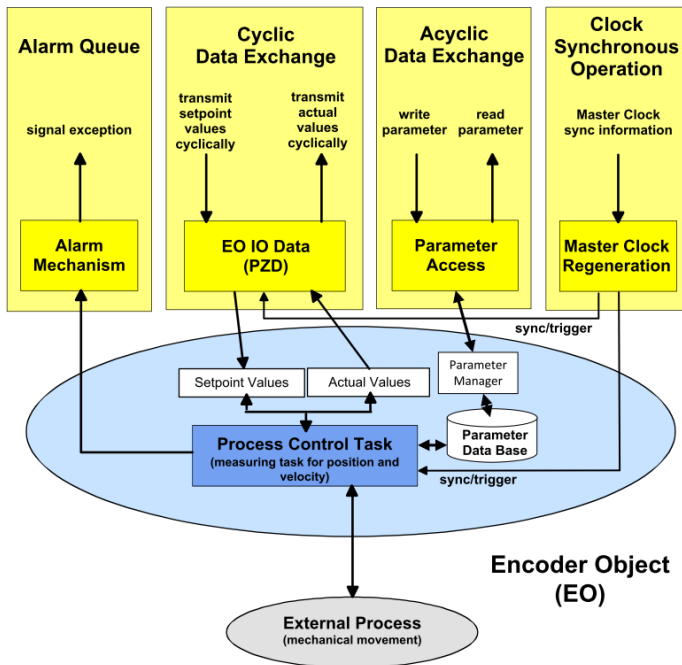 Alarm Queue
signal exception
Alarm
Mechanism
Cyclic
Data Exchange
transmit
setpoint
values
cyclically
transmit
actual
values
cyclically
EO IO Data
(PZD)
Acyclic
Data Exchange
write
parameter
read
parameter
Parameter
Access
Clock
Synchronous
Operation
Master Clock
sync information
Master Clock
Regeneration
sync/trigger
Setpoint Values
Actual Values
Parameter
Manager
Parameter
Data Base
Process Control Task
(measuring task for position and
velocity)
sync/trigger
Encoder Object
(EO)
External Process
(mechanical movement)